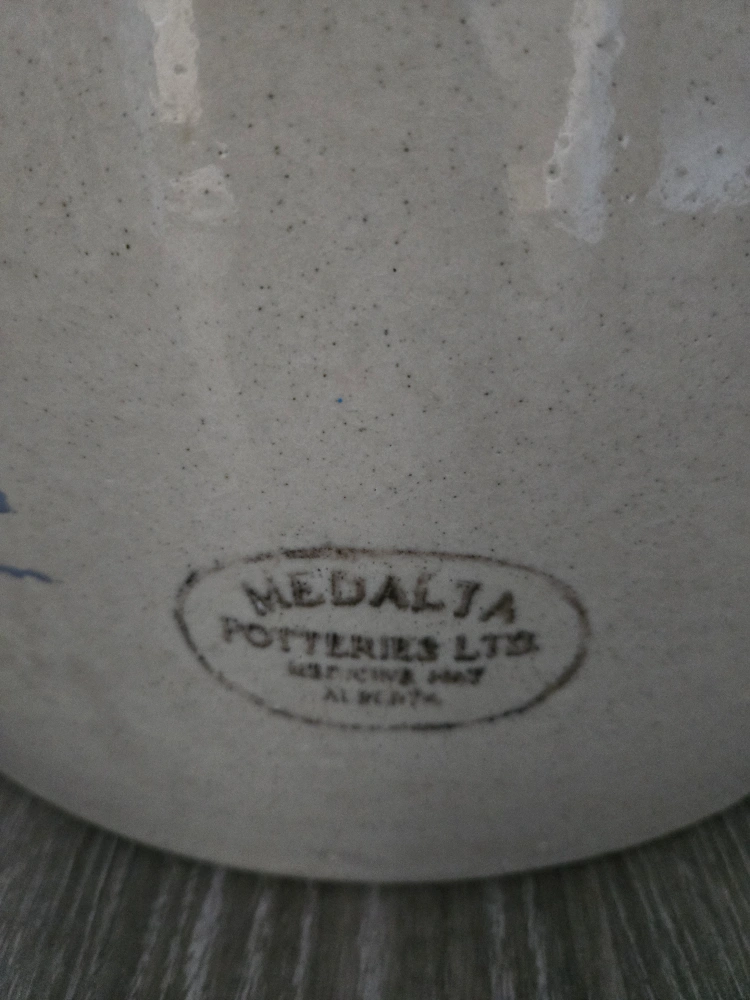 MEDALTA
POTTERIES LTD.
MEDICINE HAT
ALBERTA